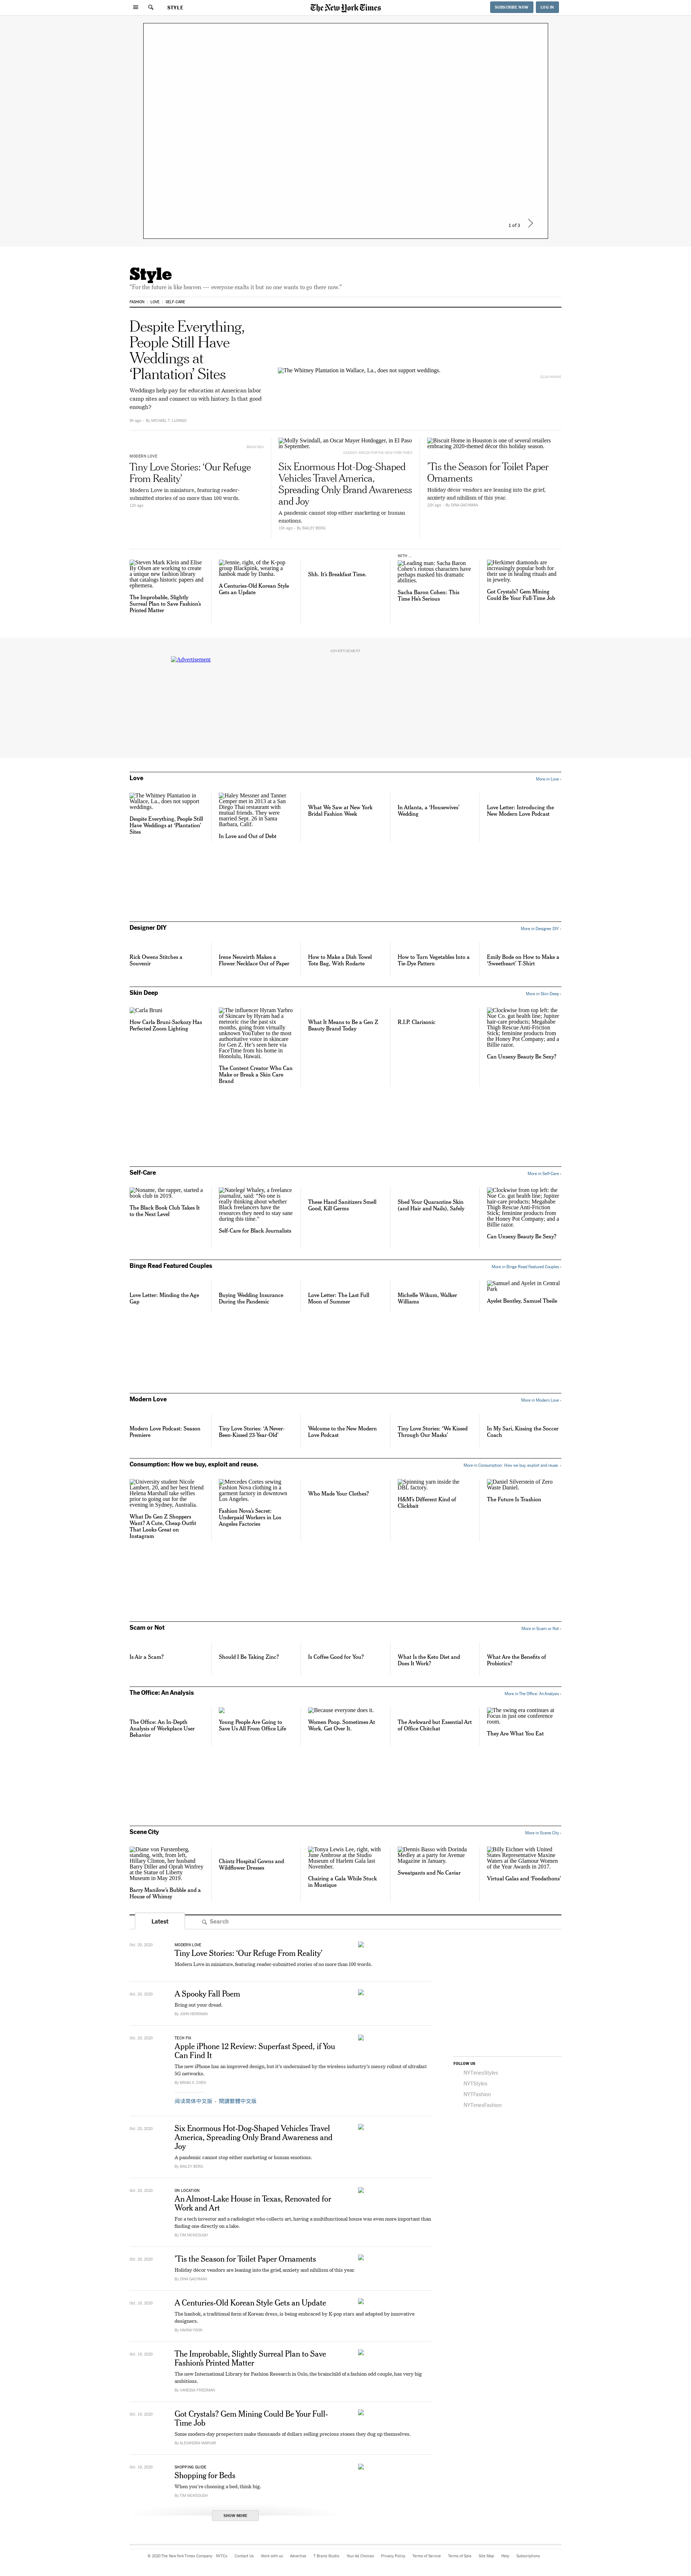 STYLE
The New York Times
SUBSCRIBE NOW
LOG IN
1 of 3
Style
"For the future is like heaven — everyone exalts it but no one wants to go there now."
FASHION
LOVE
SELF-CARE
Despite Everything,
People Still Have
Weddings at
‘Plantation’ Sites
Weddings help pay for education at American labor
camp sites and connect us with history. Is that good
enough?
The Whitney Plantation in Wallace, La., does not support weddings.
MODERN LOVE
Tiny Love Stories: ‘Our Refuge
From Reality’
Modern Love in miniature, featuring reader-
submitted stories of no more than 100 words.
12h ago
Molly Swindall, an Oscar Mayer Hotdogger, in El Paso
in September.
Six Enormous Hot-Dog-Shaped
Vehicles Travel America,
Spreading Only Brand Awareness
and Joy
A pandemic cannot stop either marketing or human
emotions.
By BAILEY BERG
Biscuit Home in Houston is one of several retailers
embracing 2020-themed décor this holiday season.
’Tis the Season for Toilet Paper
Ornaments
Holiday décor vendors are leaning into the grief,
anxiety and nihilism of this year.
By DINA GACHMAN
Steven Mark Klein and Elise
By Olsen are working to create
a unique new fashion library
that catalogs historic papers and
ephemera.
The Improbable, Slightly
Surreal Plan to Save Fashion’s
Printed Matter
Jennie, right, of the K-pop
group Blackpink, wearing a
hanbok made by Danha.
A Centuries-Old Korean Style
Gets an Update
Shh. It’s Breakfast Time.
WITH ...
Leading man: Sacha Baron
Cohen’s riotous characters have
perhaps masked his dramatic
abilities.
Sacha Baron Cohen: This
Time He’s Serious
Herkimer diamonds are
increasingly popular both for
their use in healing rituals and
in jewelry.
Got Crystals? Gem Mining
Could Be Your Full-Time Job
ADVERTISEMENT
Advertisement
Love
More in Love ›
The Whitney Plantation in
Wallace, La., does not support
weddings.
Despite Everything, People Still
Have Weddings at ‘Plantation’
Sites
Haley Messner and Tanner
Cemper met in 2013 at a San
Diego Thai restaurant with
mutual friends. They were
married Sept. 26 in Santa
Barbara, Calif.
In Love and Out of Debt
What We Saw at New York
Bridal Fashion Week
In Atlanta, a ‘Housewives’
Wedding
Love Letter: Introducing the
New Modern Love Podcast
Designer DIY
More in Designer DIY ›
Rick Owens Stitches a
Souvenir
Irene Neuwirth Makes a
Flower Necklace Out of Paper
How to Make a Dish Towel
Tote Bag, With Rodarte
How to Turn Vegetables Into a
Tie-Dye Pattern
Emily Bode on How to Make a
‘Sweetheart’ T-Shirt
Skin Deep
More in Skin Deep ›
Carla Bruni
How Carla Bruni-Sarkozy Has
Perfected Zoom Lighting
The influencer Hyram Yarbro
of Skincare by Hyram had a
meteoric rise the past six
months, going from virtually
unknown YouTuber to the most
authoritative voice in skincare
for Gen Z. He’s seen here via
FaceTime from his home in
Honolulu, Hawaii.
The Content Creator Who Can
Make or Break a Skin Care
Brand
What It Means to Be a Gen Z
Beauty Brand Today
R.I.P. Clarisonic
Clockwise from top left: the
Nue Co. gut health line; Jupiter
hair-care products; Megababe
Thigh Rescue Anti-Friction
Stick; feminine products from
the Honey Pot Company; and a
Billie razor.
Can Unsexy Beauty Be Sexy?
Self-Care
More in Self-Care ›
Noname, the rapper, started a
book club in 2019.
The Black Book Club Takes It
to the Next Level
Natelegé Whaley, a freelance
journalist, said: “No one is
really thinking about whether
Black freelancers have the
resources they need to stay sane
during this time.”
Self-Care for Black Journalists
These Hand Sanitizers Smell
Good, Kill Germs
Shed Your Quarantine Skin
(and Hair and Nails), Safely
Clockwise from top left: the
Nue Co. gut health line; Jupiter
hair-care products; Megababe
Thigh Rescue Anti-Friction
Stick; feminine products from
the Honey Pot Company; and a
Billie razor.
Can Unsexy Beauty Be Sexy?
Binge Read Featured Couples
More in Binge Read Featured Couples ›
Love Letter: Minding the Age
Gap
Buying Wedding Insurance
During the Pandemic
Love Letter: The Last Full
Moon of Summer
Michelle Wikum, Walker
Williams
Samuel and Ayelet in Central
Park
Ayelet Bentley, Samuel Theile
Modern Love
More in Modern Love ›
Modern Love Podcast: Season
Premiere
Tiny Love Stories: ‘A Never-
Been-Kissed 23-Year-Old’
Welcome to the New Modern
Love Podcast
Tiny Love Stories: ‘We Kissed
Through Our Masks’
In My Sari, Kissing the Soccer
Coach
Consumption: How we buy, exploit and reuse.
More in Consumption: How we buy, exploit and reuse. ›
University student Nicole
Lambert, 20, and her best friend
Helena Marshall take selfies
prior to going out for the
evening in Sydney, Australia.
What Do Gen Z Shoppers
Want? A Cute, Cheap Outfit
That Looks Great on
Instagram
Mercedes Cortes sewing
Fashion Nova clothing in a
garment factory in downtown
Los Angeles.
Fashion Nova’s Secret:
Underpaid Workers in Los
Angeles Factories
Who Made Your Clothes?
Spinning yarn inside the
DBL factory.
H&M’s Different Kind of
Clickbait
Daniel Silverstein of Zero
Waste Daniel.
The Future Is Trashion
Scam or Not
More in Scam or Not ›
Is Air a Scam?
Should I Be Taking Zinc?
Is Coffee Good for You?
What Is the Keto Diet and
Does It Work?
What Are the Benefits of
Probiotics?
The Office: An Analysis
More in The Office: An Analysis ›
The Office: An In-Depth
Analysis of Workplace User
Behavior
Young People Are Going to
Save Us All From Office Life
Because everyone does it.
Women Poop. Sometimes At
Work. Get Over It.
The Awkward but Essential Art
of Office Chitchat
The swing era continues at
Focus in just one conference
room.
They Are What You Eat
Scene City
More in Scene City ›
Diane von Furstenberg,
standing, with, from left,
Hillary Clinton, her husband
Barry Diller and Oprah Winfrey
at the Statue of Liberty
Museum in May 2019.
Barry Manilow’s Bubble and a
House of Whimsy
Chintz Hospital Gowns and
Wildflower Dresses
Tonya Lewis Lee, right, with
June Ambrose at the Studio
Museum of Harlem Gala last
November.
Chairing a Gala While Stuck
in Mustique
Dennis Basso with Dorinda
Medley at a party for Avenue
Magazine in January.
Sweatpants and No Caviar
Billy Eichner with United
States Representative Maxine
Waters at the Glamour Women
of the Year Awards in 2017.
Virtual Galas and ‘Foodathons’
Latest
Search
Oct. 20, 2020
MODERN LOVE
Tiny Love Stories: ‘Our Refuge From Reality’
Modern Love in miniature, featuring reader-submitted stories of no more than 100 words.
Oct. 20, 2020
A Spooky Fall Poem
Bring out your dread.
By JOHN HERRMAN
Oct. 20, 2020
TECH FIX
Apple iPhone 12 Review: Superfast Speed, if You
Can Find It
The new iPhone has an improved design, but it’s undermined by the wireless industry’s messy rollout of ultrafast
5G networks.
By BRIAN X. CHEN
阅读简体中文版 • 閱讀繁體中文版
Oct. 20, 2020
Six Enormous Hot-Dog-Shaped Vehicles Travel
America, Spreading Only Brand Awareness and
Joy
A pandemic cannot stop either marketing or human emotions.
By BAILEY BERG
Oct. 20, 2020
ON LOCATION
An Almost-Lake House in Texas, Renovated for
Work and Art
For a tech investor and a radiologist who collects art, having a multifunctional house was even more important than
finding one directly on a lake.
By TIM MCKEOUGH
Oct. 20, 2020
’Tis the Season for Toilet Paper Ornaments
Holiday décor vendors are leaning into the grief, anxiety and nihilism of this year.
By DINA GACHMAN
Oct. 19, 2020
A Centuries-Old Korean Style Gets an Update
The hanbok, a traditional form of Korean dress, is being embraced by K-pop stars and adapted by innovative
designers.
Oct. 19, 2020
The Improbable, Slightly Surreal Plan to Save
Fashion’s Printed Matter
The new International Library for Fashion Research in Oslo, the brainchild of a fashion odd couple, has very big
ambitions.
By VANESSA FRIEDMAN
Oct. 19, 2020
Got Crystals? Gem Mining Could Be Your Full-
Time Job
Some modern-day prospectors make thousands of dollars selling precious stones they dug up themselves.
Oct. 19, 2020
SHOPPING GUIDE
Shopping for Beds
When you’re choosing a bed, think big.
By TIM MCKEOUGH
SHOW MORE
FOLLOW US
NYTimesStyles
NYTStyles
NYTFashion
NYTimesFashion
© 2020 The New York Times Company
NYTCo
Contact Us
Work with us
Advertise
T Brand Studio
Your Ad Choices
Privacy Policy
Terms of Service
Terms of Sale
Site Map
Help
Subscriptions